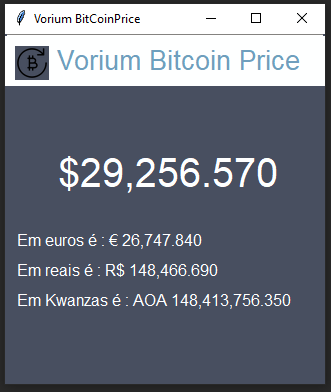 Vorium BitCoinPrice
Vorium Bitcoin Price
$29,256.570
Em euros é : € 26,747.840
Em reais é : R$ 148,466.690
Em Kwanzas é : AOA 148,413,756.350